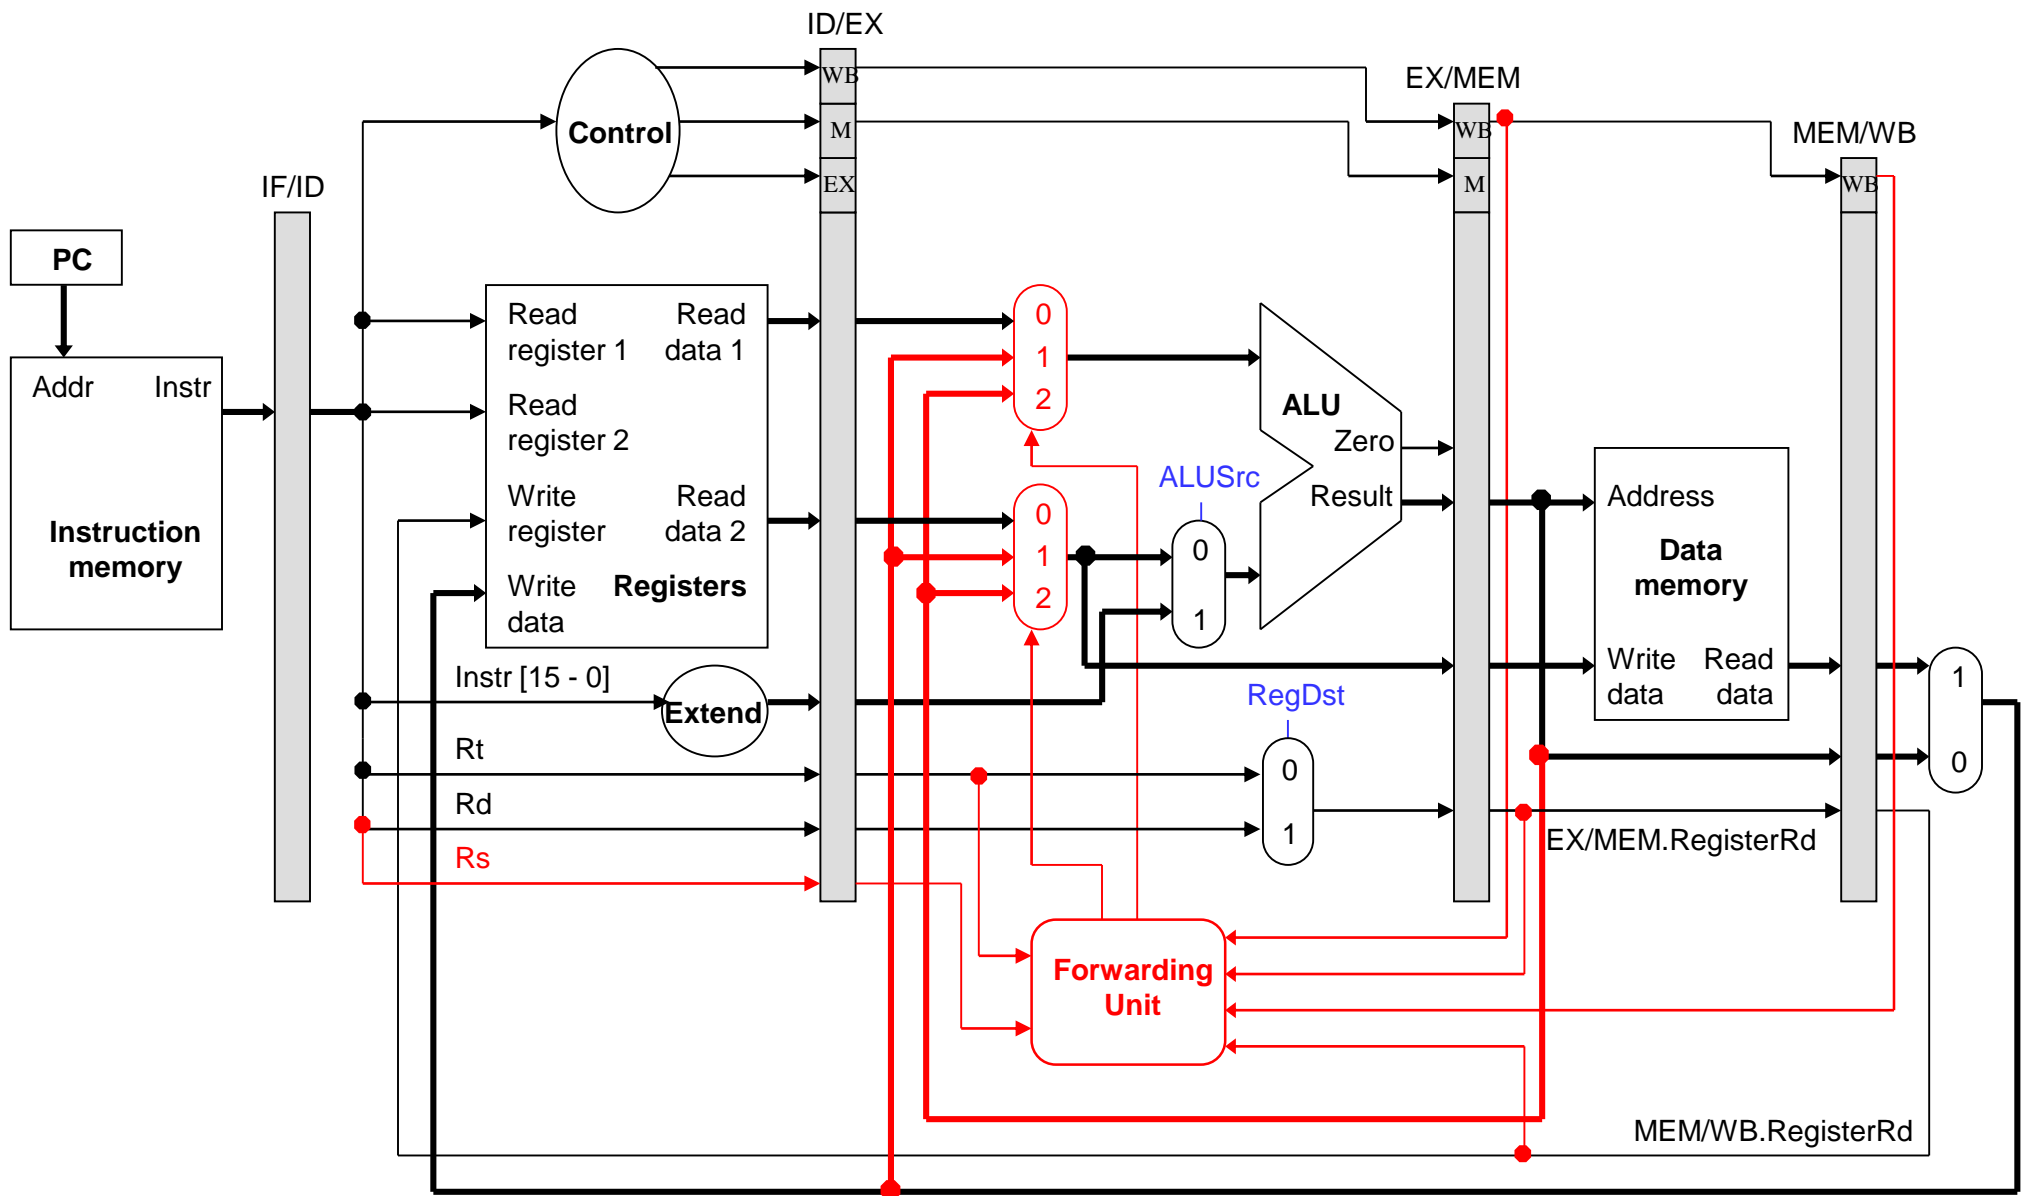 ID/EX
EX/MEM
MEM/WB
IF/ID
WB
M
EX
WB
M
WB
Control
PC
Addr Instr
Instruction
memory
Read
register 1
Read
data 1
Read
register 2
Write
register
Read
data 2
Write
data
Registers
Instr [15 - 0]
Extend
Rt
Rd
Rs
0
1
2
0
1
2
ALUSrc
0
1
ALU
Zero
Result
RegDst
0
1
Address
Data
memory
Write
data
Read
data
1
0
EX/MEM.RegisterRd
Forwarding
Unit
MEM/WB.RegisterRd